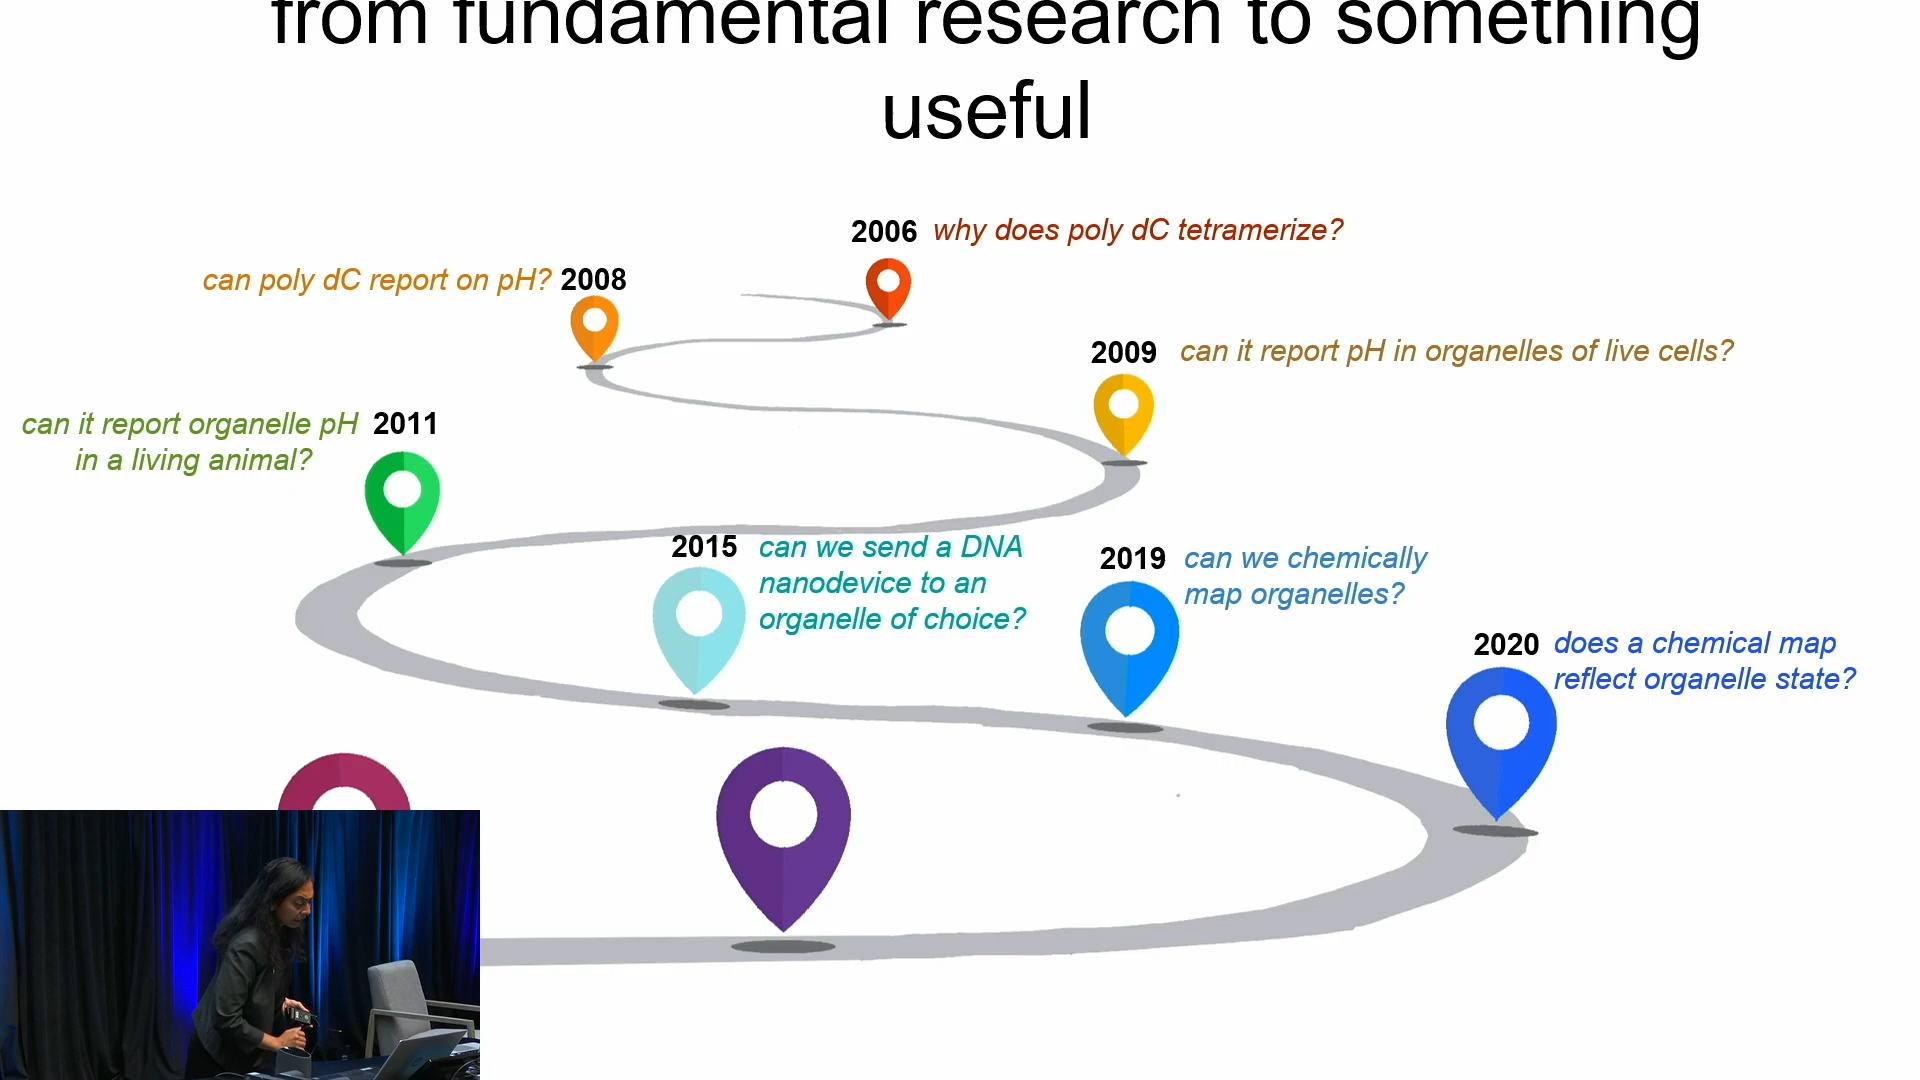 from fundamental research to something
useful
2006 why does poly dC tetramerize?
can poly dC report on pH? 2008
2009 can it report pH in organelles of live cells?
can it report organelle pH 2011
in a living animal?
2015 can we send a DNA
nanodevice to an
organelle of choice?
2019 can we chemically
map organelles?
2020 does a chemical map
reflect organelle state?